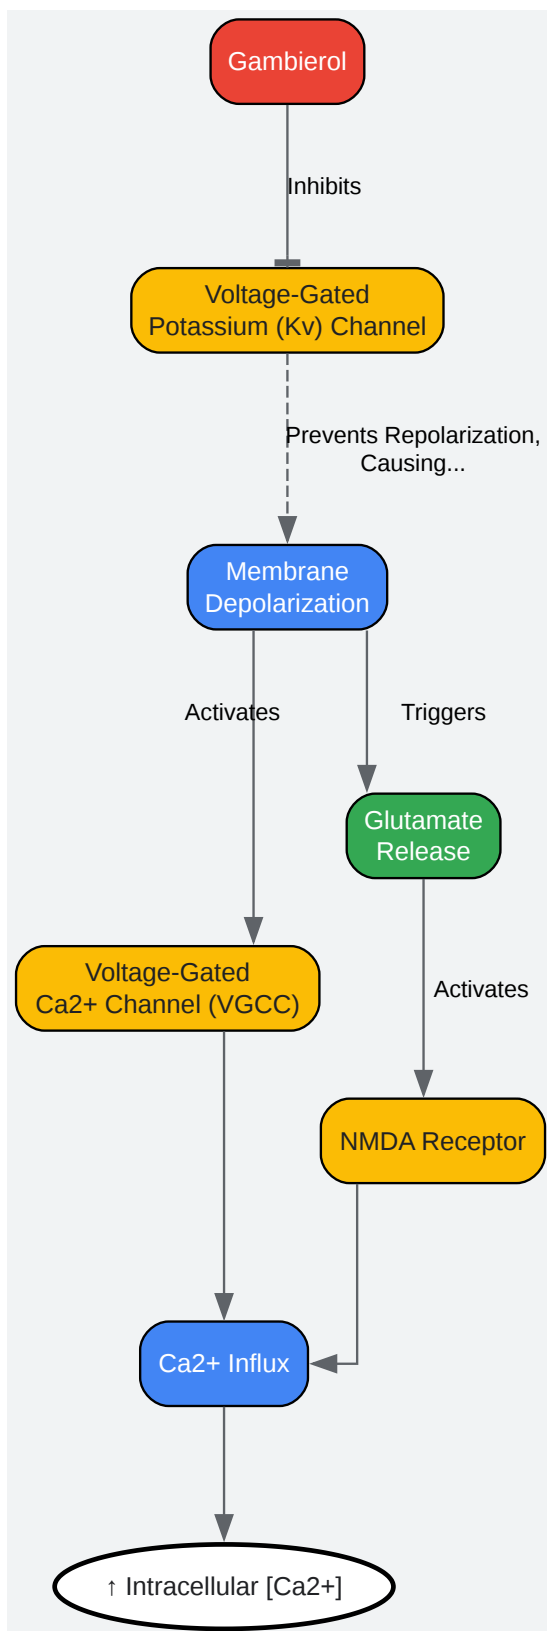 Gambierol
Inhibits
Voltage-Gated
Potassium (Kv) Channel
Prevents Repolarization,
Causing...
Membrane
Depolarization
Activates
Triggers
Glutamate
Release
Voltage-Gated
Ca2+ Channel (VGCC)
Activates
NMDA Receptor
Ca2+ Influx
↑ Intracellular [Ca2+]